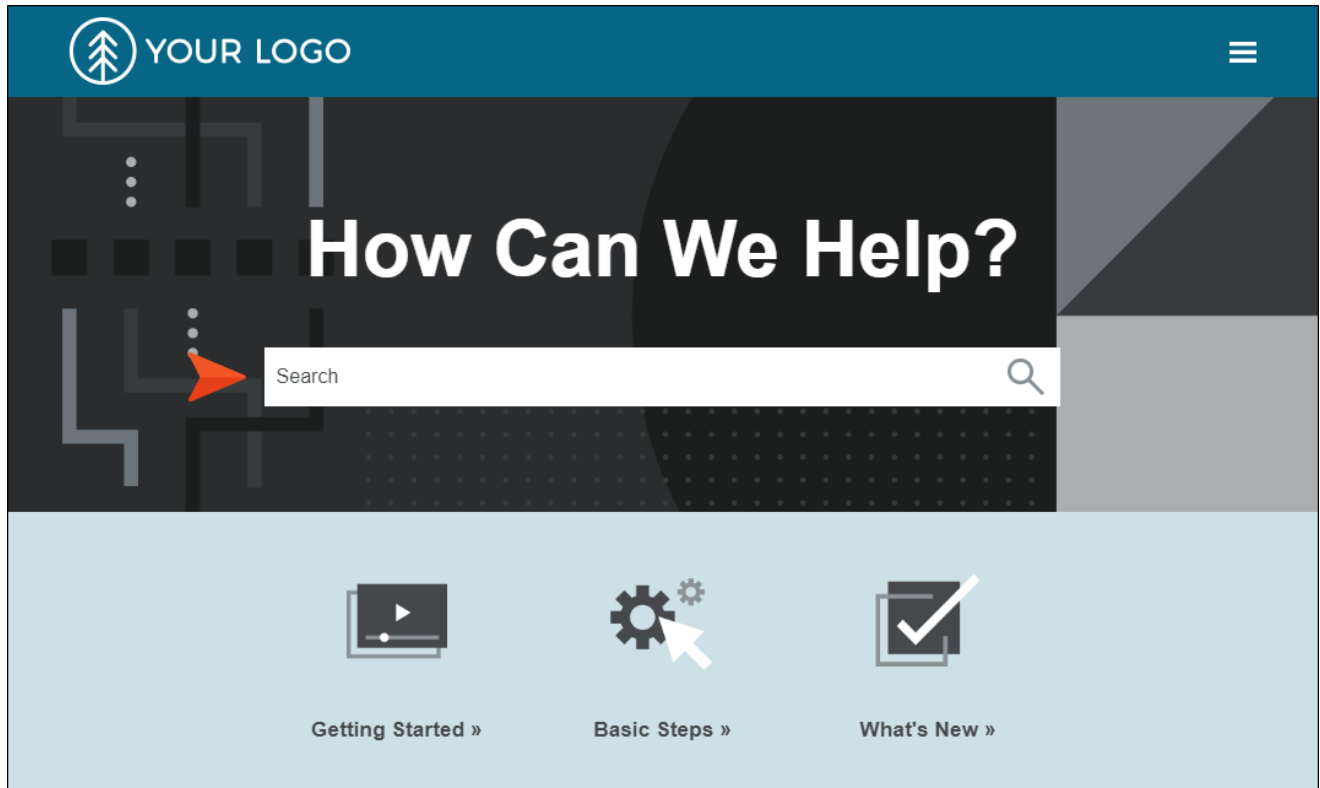 YOUR LOGO
How Can We Help?
Search
Getting Started »
Basic Steps »
What's New »